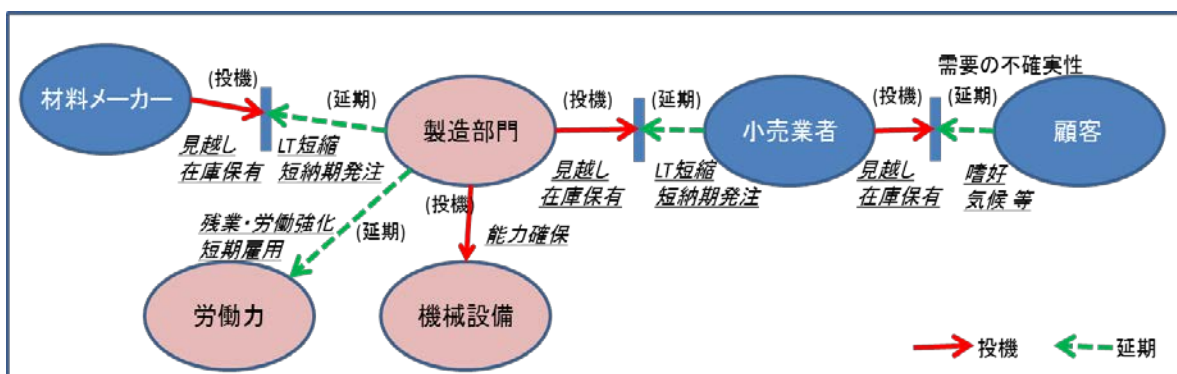 需要の不確実性
(投機)
(延期)
(投機)
(延期)
(投機)
(延期)
材料メーカー
製造部門
小売業者
顧客
見越し
在庫保有
LT短縮
短納期発注
見越し
在庫保有
LT短縮
短納期発注
見越し
在庫保有
嗜好
気候 等
残業・労働強化
短期雇用
(延期)
(投機)
能力確保
労働力
機械設備
投機
延期